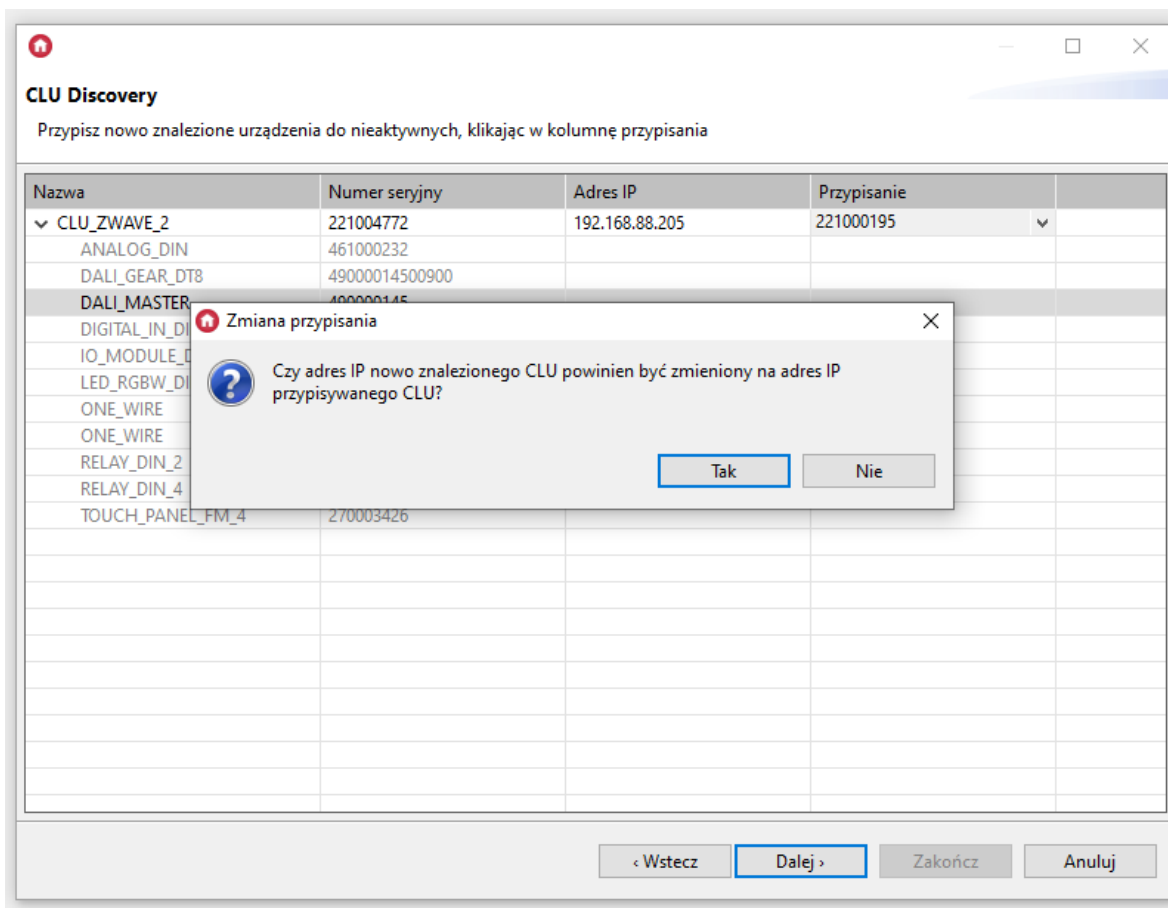 CLU Discovery
Przypisz nowo znalezione urządzenia do nieaktywnych, klikając w kolumnę przypisania
Nazwa Numer seryjny Adres IP Przypisanie
CLU_ZWAVE_2 221004772 192.168.88.205 221000195
ANALOG_DIN 461000232
DALI_GEAR_DT8 49000014500900
DALI_MASTER 490000145
Zmiana przypisania
DIGITAL_IN_DI
IO_MODULE_D
Czy adres IP nowo znalezionego CLU powinien być zmieniony na adres IP
LED_RGBW_DI
przypisywanego CLU?
ONE_WIRE
ONE_WIRE
RELAY_DIN_2
Tak Nie
RELAY_DIN_4
TOUCH_PANEL_FM_4 270003426
‹ Wstecz Dalej › Zakończ Anuluj